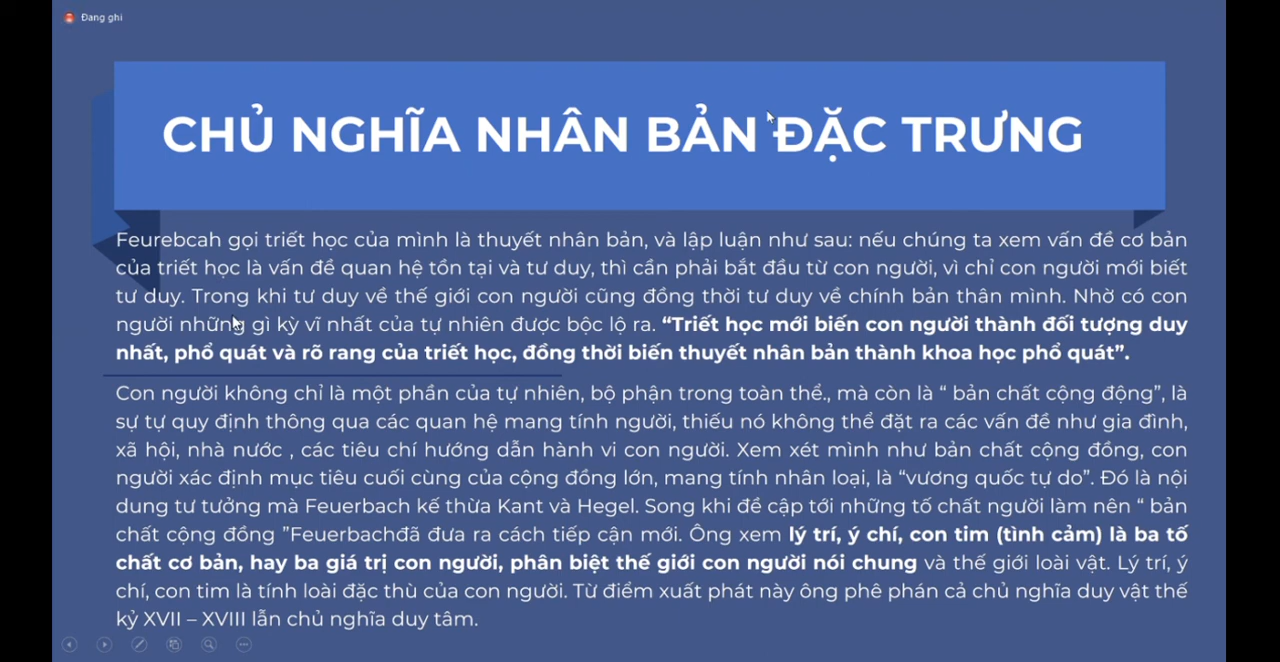 Đang ghi
CHỦ NGHĨA NHÂN BẢN ĐẶC TRƯNG
Feurebcah gọi triết học của mình là thuyết nhân bản, và lập luận như sau: nếu chúng ta xem vấn đề cơ bản
của triết học là vấn đề quan hệ tồn tại và tư duy, thì cần phải bắt đầu từ con người, vì chỉ con người mới biết
tư duy. Trong khi tư duy về thế giới con người cũng đồng thời tư duy về chính bản thân mình. Nhờ có con
người những gì kỳ vĩ nhất của tự nhiên được bộc lộ ra. “Triết học mới biến con người thành đối tượng duy
nhất, phổ quát và rõ rang của triết học, đồng thời biến thuyết nhân bản thành khoa học phổ quát”.
Con người không chỉ là một phần của tự nhiên, bộ phận trong toàn thể., mà còn là “ bản chất cộng động”, là
sự tự quy định thông qua các quan hệ mang tính người, thiếu nó không thể đặt ra các vấn đề như gia đình,
xã hội, nhà nước , các tiêu chí hướng dẫn hành vi con người. Xem xét mình như bản chất cộng đồng, con
người xác định mục tiêu cuối cùng của cộng đồng lớn, mang tính nhân loại, là “vương quốc tự do”. Đó là nội
dung tư tưởng mà Feuerbach kế thừa Kant và Hegel. Song khi đề cập tới những tố chất người làm nên “ bản
chất cộng đồng ”Feuerbachđã đưa ra cách tiếp cận mới. Ông xem lý trí, ý chí, con tim (tình cảm) là ba tố
chất cơ bản, hay ba giá trị con người, phân biệt thế giới con người nói chung và thế giới loài vật. Lý trí, ý
chí, con tim là tính loài đặc thù của con người. Từ điểm xuất phát này ông phê phán cả chủ nghĩa duy vật thế
kỷ XVII – XVIII lẫn chủ nghĩa duy tâm.